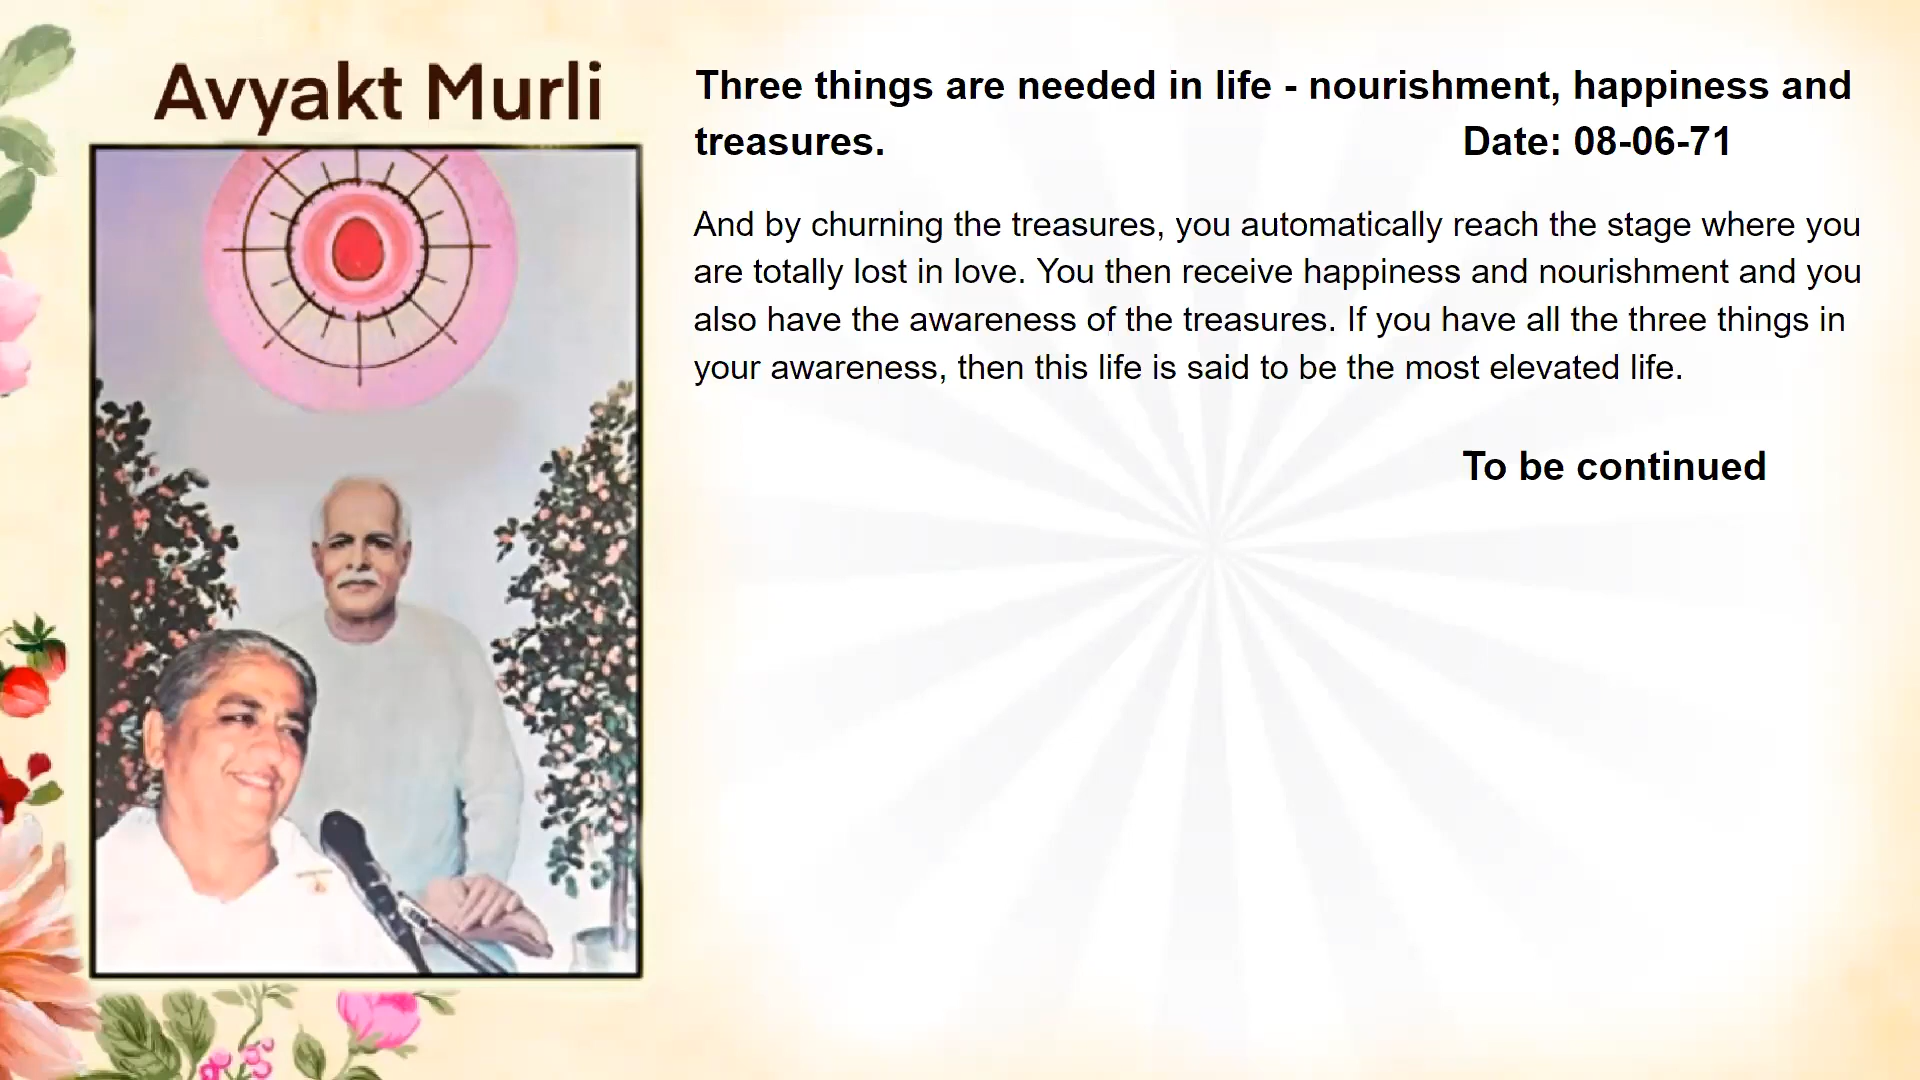 Avyakt Murli
Three things are needed in life - nourishment, happiness and
treasures. Date: 08-06-71
And by churning the treasures, you automatically reach the stage where you
are totally lost in love. You then receive happiness and nourishment and you
also have the awareness of the treasures. If you have all the three things in
your awareness, then this life is said to be the most elevated life.
To be continued